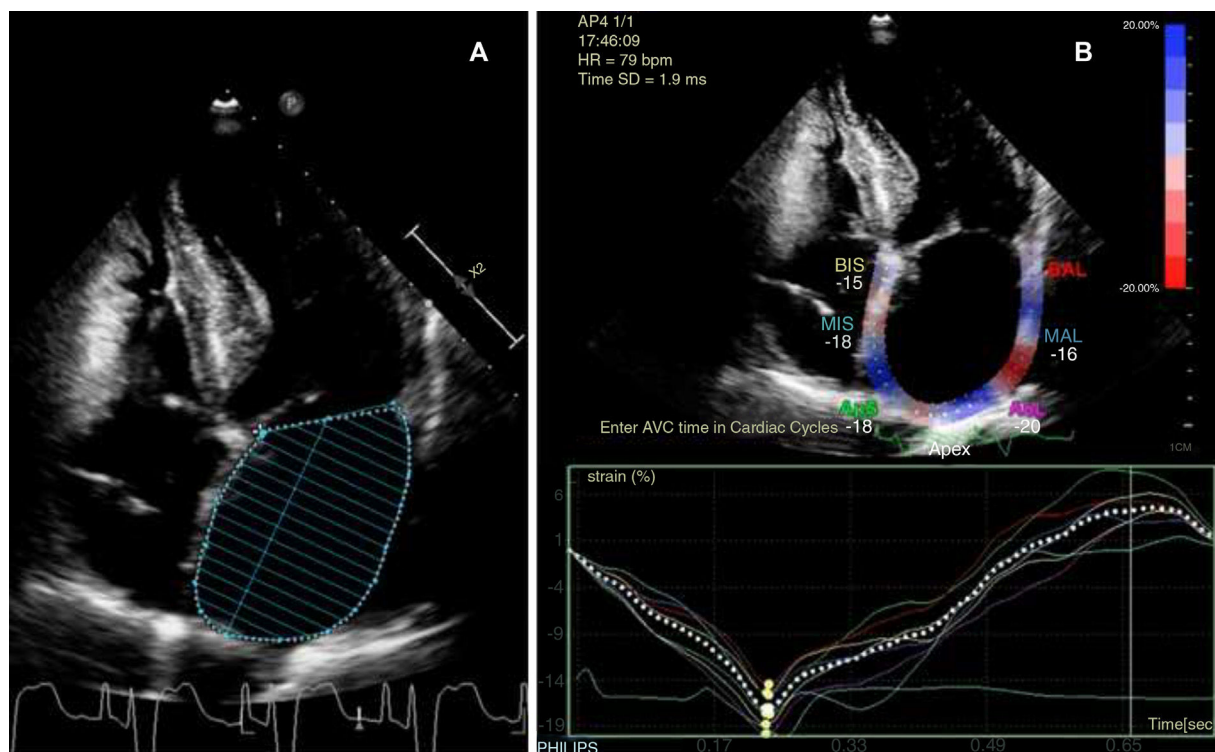 A
P
X2
AP4 1/1
17:46:09
HR = 79 bpm
Time SD = 1.9 ms
B
20.00%
-20.00%
BIS
-15
BAL
MIS
-18
MAL
-16
ApS
-18
ApL
-20
Enter AVC time in Cardiac Cycles
Apex
1CM
strain (%)
6
1
-4
-9
-14
-19
Time[sec
PHILIPS
0.17
0.33
0.49
0.65